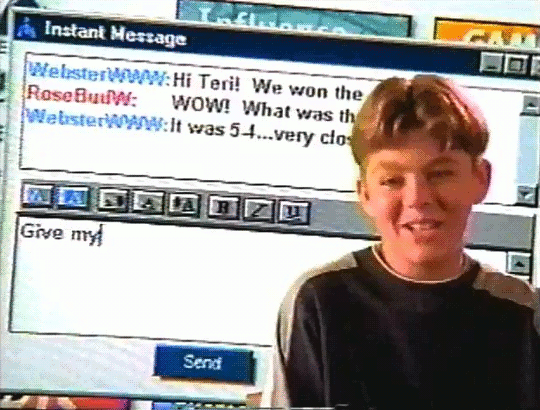 Influence
Instant Message
WebsterWWW: Hi Teri! We won the
RoseBudW: WOW! What was th
WebsterWWW: It was 5-4...very clos
B I U
Give my
Send